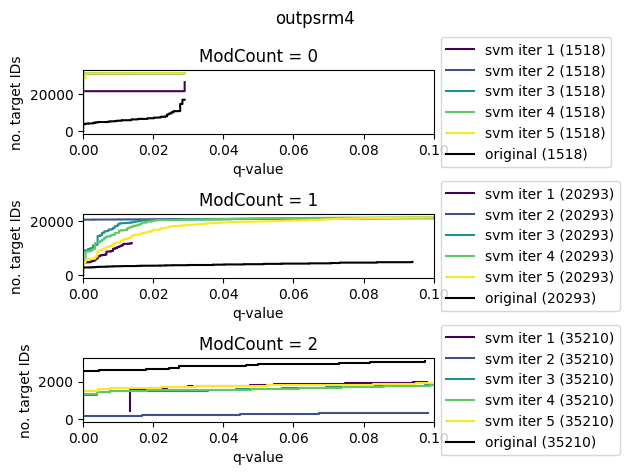 outpsrm4
ModCount = 0
no. target IDs
20000
0
0.00 0.02 0.04 0.06 0.08 0.10
q-value
svm iter 1 (1518)
svm iter 2 (1518)
svm iter 3 (1518)
svm iter 4 (1518)
svm iter 5 (1518)
original (1518)
ModCount = 1
no. target IDs
20000
0
0.00 0.02 0.04 0.06 0.08 0.10
q-value
svm iter 1 (20293)
svm iter 2 (20293)
svm iter 3 (20293)
svm iter 4 (20293)
svm iter 5 (20293)
original (20293)
ModCount = 2
no. target IDs
2000
0
0.00 0.02 0.04 0.06 0.08 0.10
q-value
svm iter 1 (35210)
svm iter 2 (35210)
svm iter 3 (35210)
svm iter 4 (35210)
svm iter 5 (35210)
original (35210)